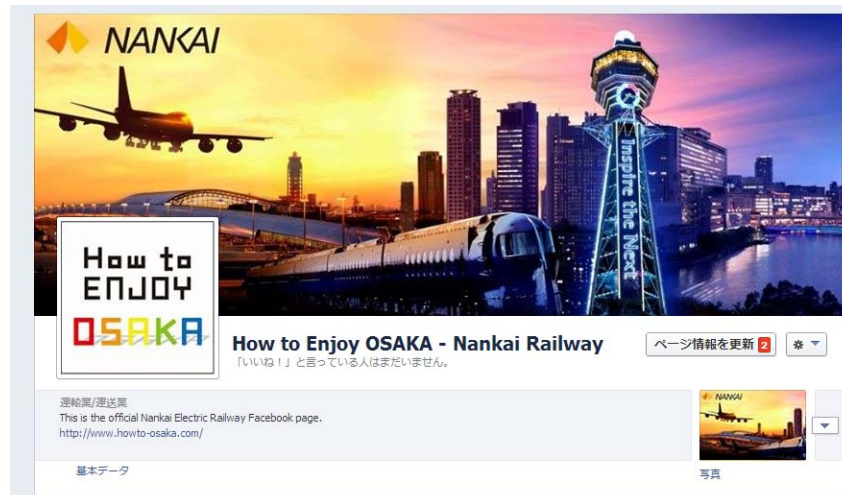 NANKAI
Inspire the Next
How to
ENJOY
OSAKA
How to Enjoy OSAKA - Nankai Railway
「いいね！」と言っている人はまだいません。
ページ情報を更新 2
運輸業/運送業
This is the official Nankai Electric Railway Facebook page.
http://www.howto-osaka.com/
NANKAI
基本データ
写真